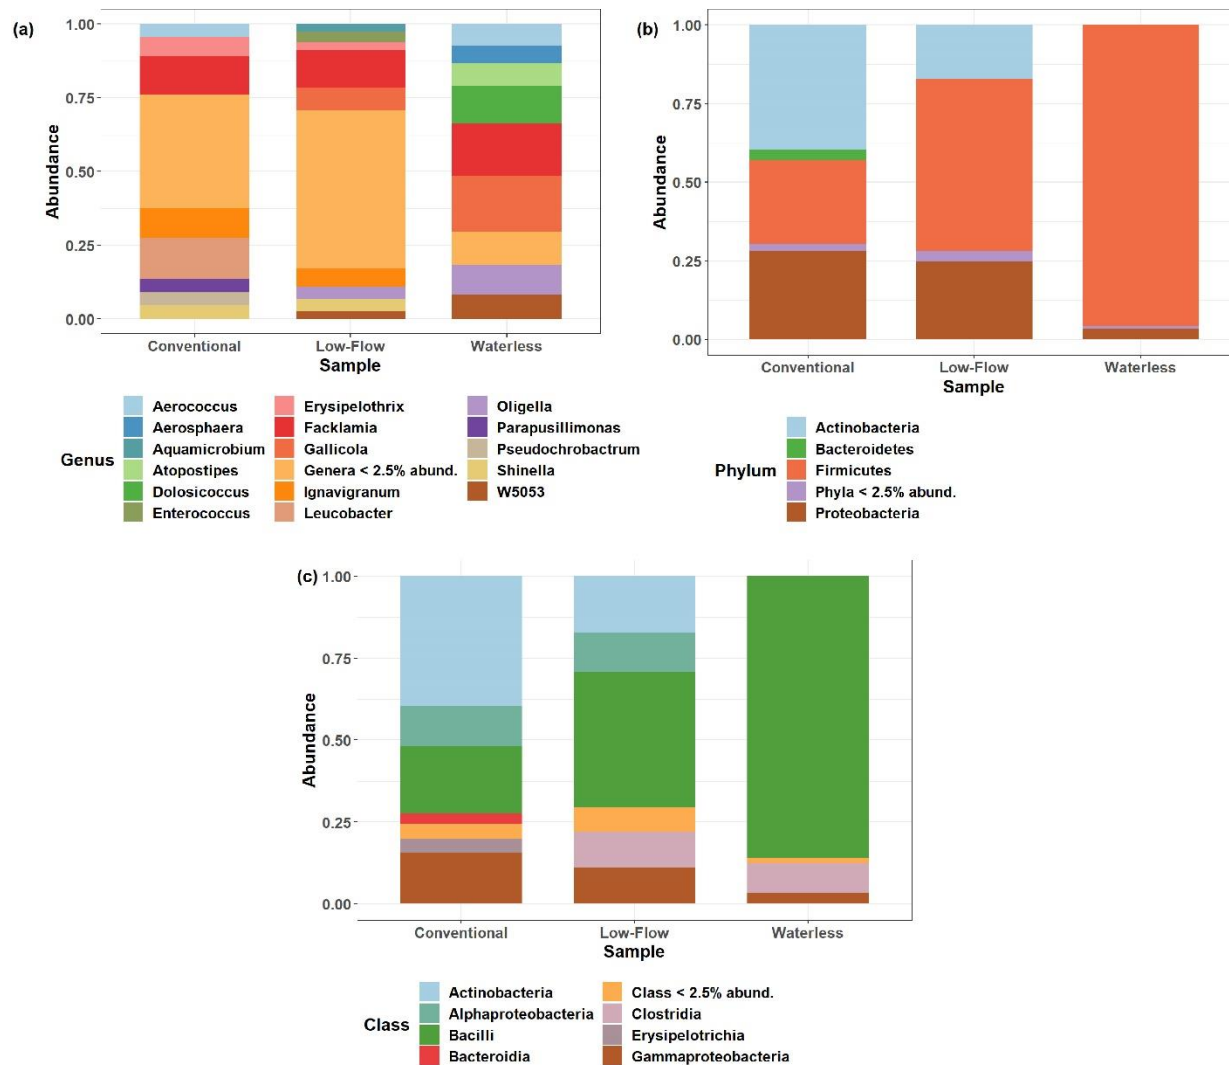 (a)
Abundance
1.00
0.75
0.50
0.25
0.00
Conventional Low-Flow Waterless
Sample
Genus
Aerococcus Erysipelothrix Oligella
Aerosphaera Facklamia Parapusillimonas
Aquamicrobium Gallicola Pseudochrobactrum
Atopostipes Genera < 2.5% abund. Shinella
Dolosicoccus Ignavigranum W5053
Enterococcus Leucobacter
(b)
Abundance
1.00
0.75
0.50
0.25
0.00
Conventional Low-Flow Waterless
Sample
Phylum
Actinobacteria
Bacteroidetes
Firmicutes
Phyla < 2.5% abund.
Proteobacteria
(c)
Abundance
1.00
0.75
0.50
0.25
0.00
Conventional Low-Flow Waterless
Sample
Class
Actinobacteria Class < 2.5% abund.
Alphaproteobacteria Clostridia
Bacilli Erysipelotrichia
Bacteroidia Gammaproteobacteria